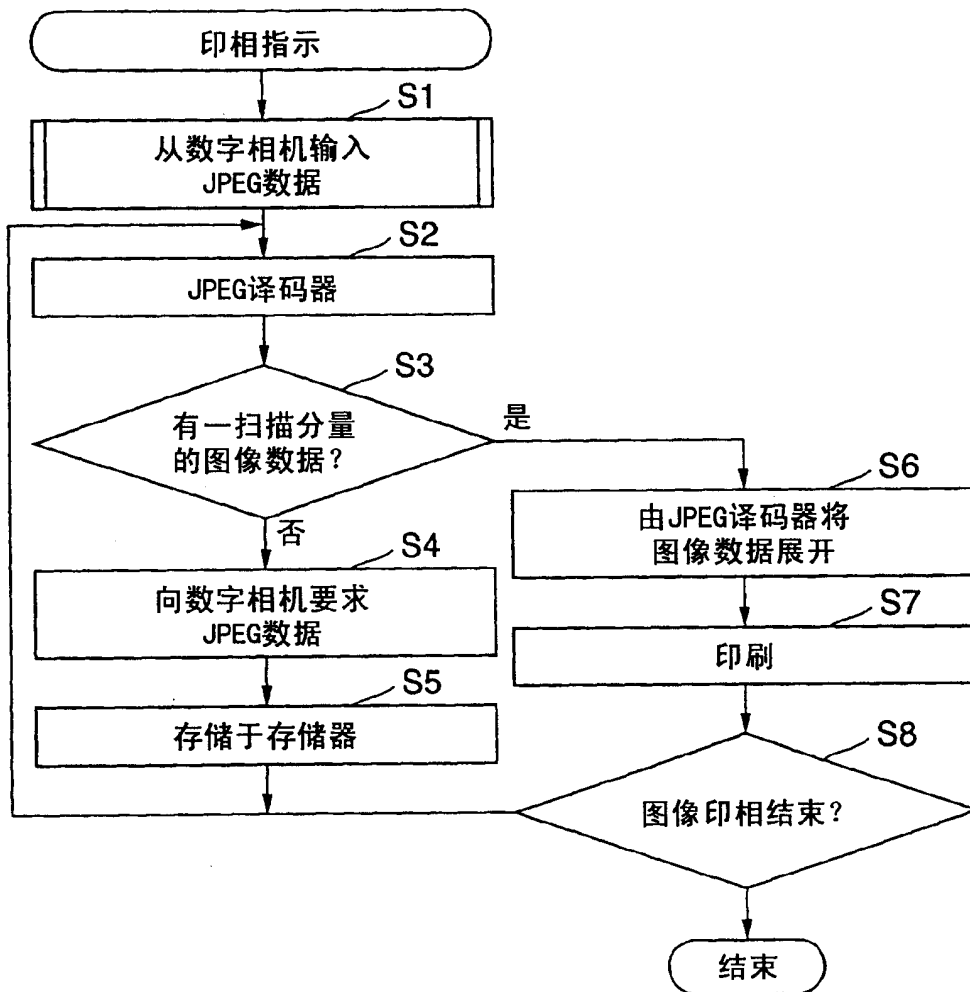 印相指示
S1
从数字相机输入
JPEG数据
S2
JPEG译码器
S3
有一扫描分量
的图像数据?
是
否
S4
向数字相机要求
JPEG数据
S5
存储于存储器
S6
由JPEG译码器将
图像数据展开
S7
印刷
S8
图像印相结束?
结束